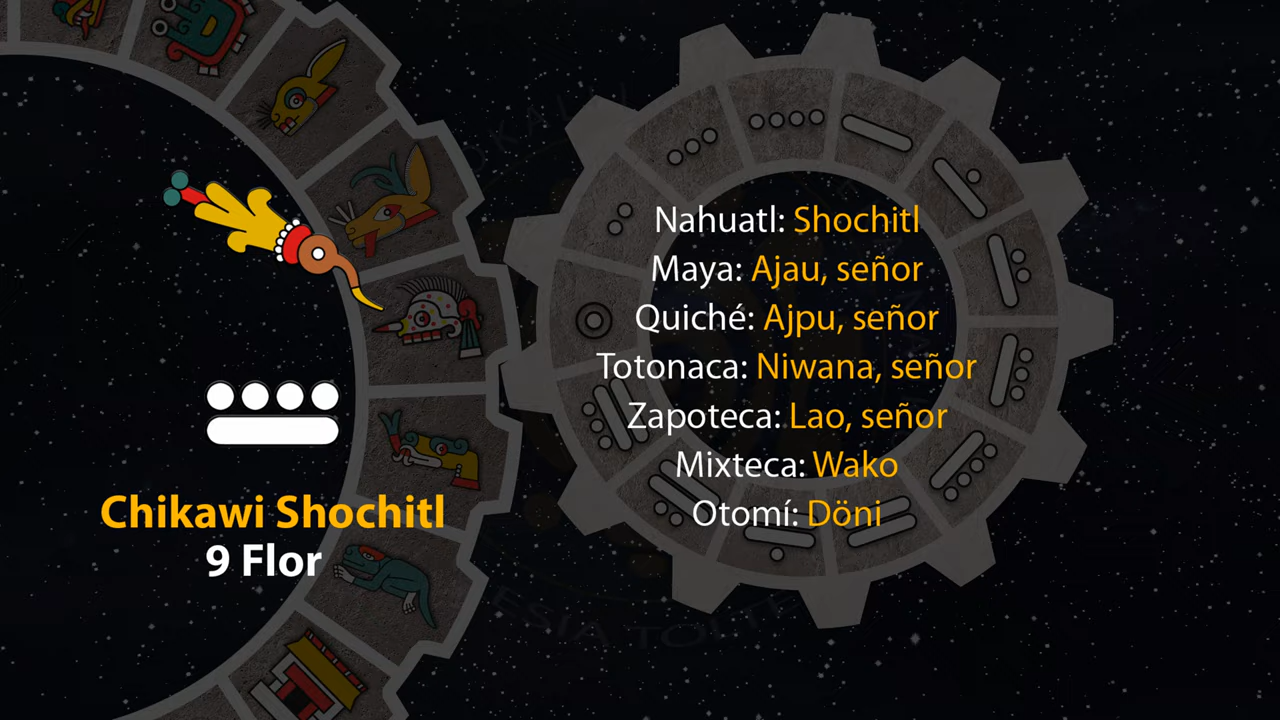 Nahuatl: Shochitl
Maya: Ajau, señor
Quiché: Ajpu, señor
Totonaca: Niwana, señor
Zapoteca: Lao, señor
Mixteca: Wako
Otomí: Döni
Chikawi Shochitl
9 Flor